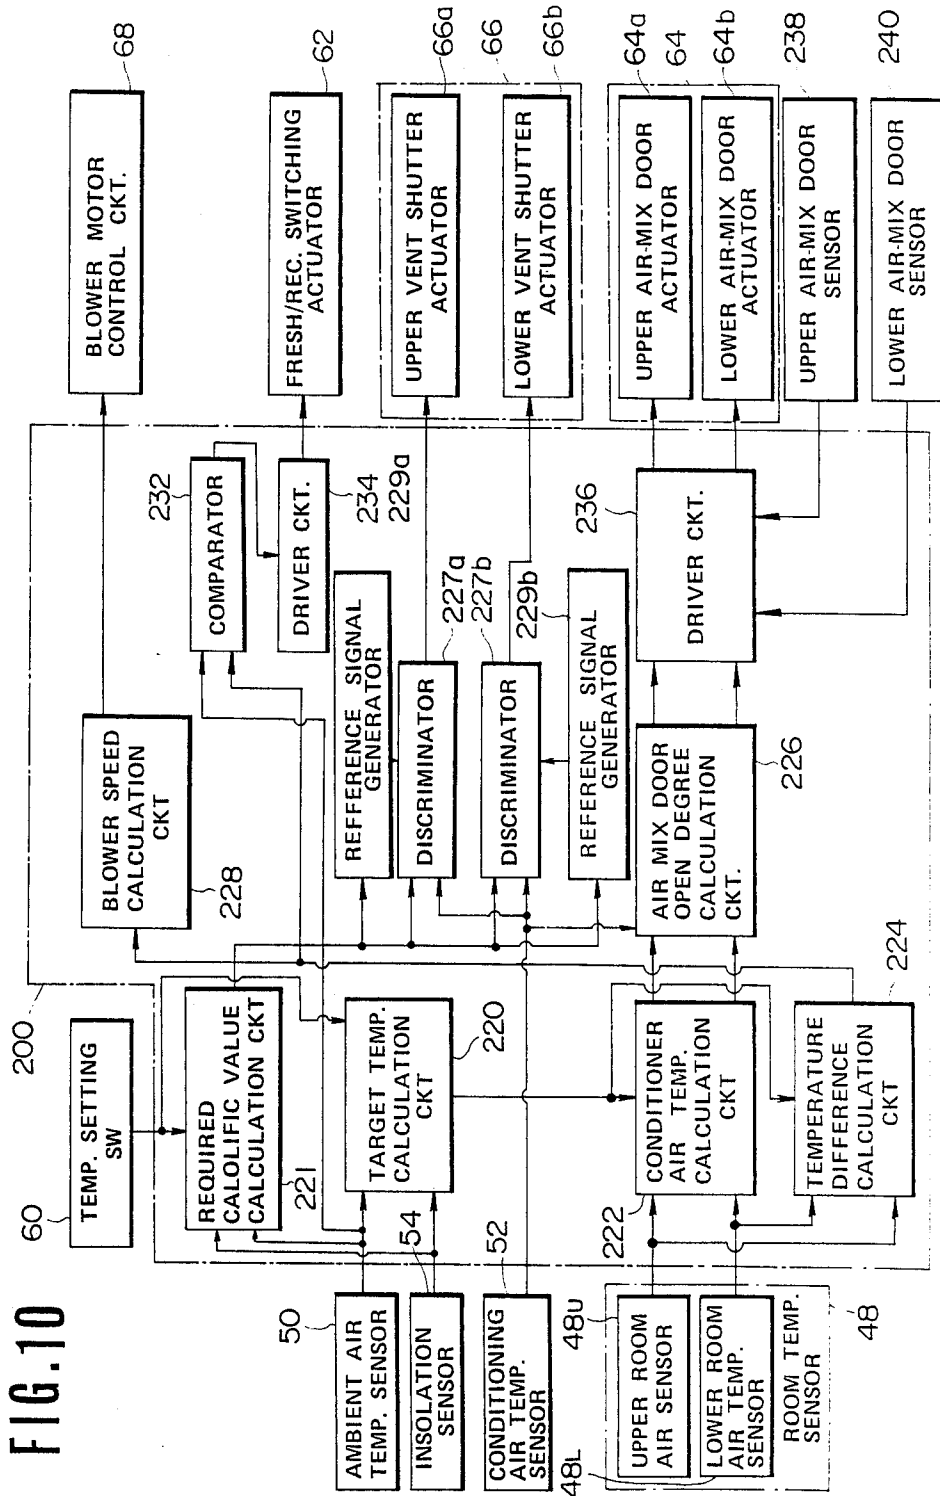 FIG.10
200
60
TEMP. SETTING
SW
REQUIRED
CALOLIFIC VALUE
CALCULATION CKT
221
BLOWER SPEED
CALCULATION
CKT
228
BLOWER MOTOR
CONTROL CKT.
68
232
COMPARATOR
DRIVER CKT.
234
FRESH/REC. SWITCHING
ACTUATOR
62
50
AMBIENT AIR
TEMP. SENSOR
54
INSOLATION
SENSOR
TARGET TEMP.
CALCULATION
CKT
220
REFFERENCE SIGNAL
GENERATOR
229a
DISCRIMINATOR
227a
UPPER VENT SHUTTER
ACTUATOR
66a
66
52
CONDITIONING
AIR TEMP.
SENSOR
DISCRIMINATOR
227b
LOWER VENT SHUTTER
ACTUATOR
66b
REFERENCE SIGNAL
GENERATOR
229b
48U
UPPER ROOM
AIR SENSOR
48L
LOWER ROOM
AIR TEMP.
SENSOR
ROOM TEMP.
SENSOR
48
222
CONDITIONER
AIR TEMP.
CALCULATION
CKT
AIR MIX DOOR
OPEN DEGREE
CALCULATION
CKT.
226
236
DRIVER CKT.
UPPER AIR-MIX DOOR
ACTUATOR
64a
64
LOWER AIR-MIX DOOR
ACTUATOR
64b
TEMPERATURE
DIFFERENCE
CALCULATION
CKT
224
UPPER AIR-MIX DOOR
SENSOR
238
LOWER AIR-MIX DOOR
SENSOR
240